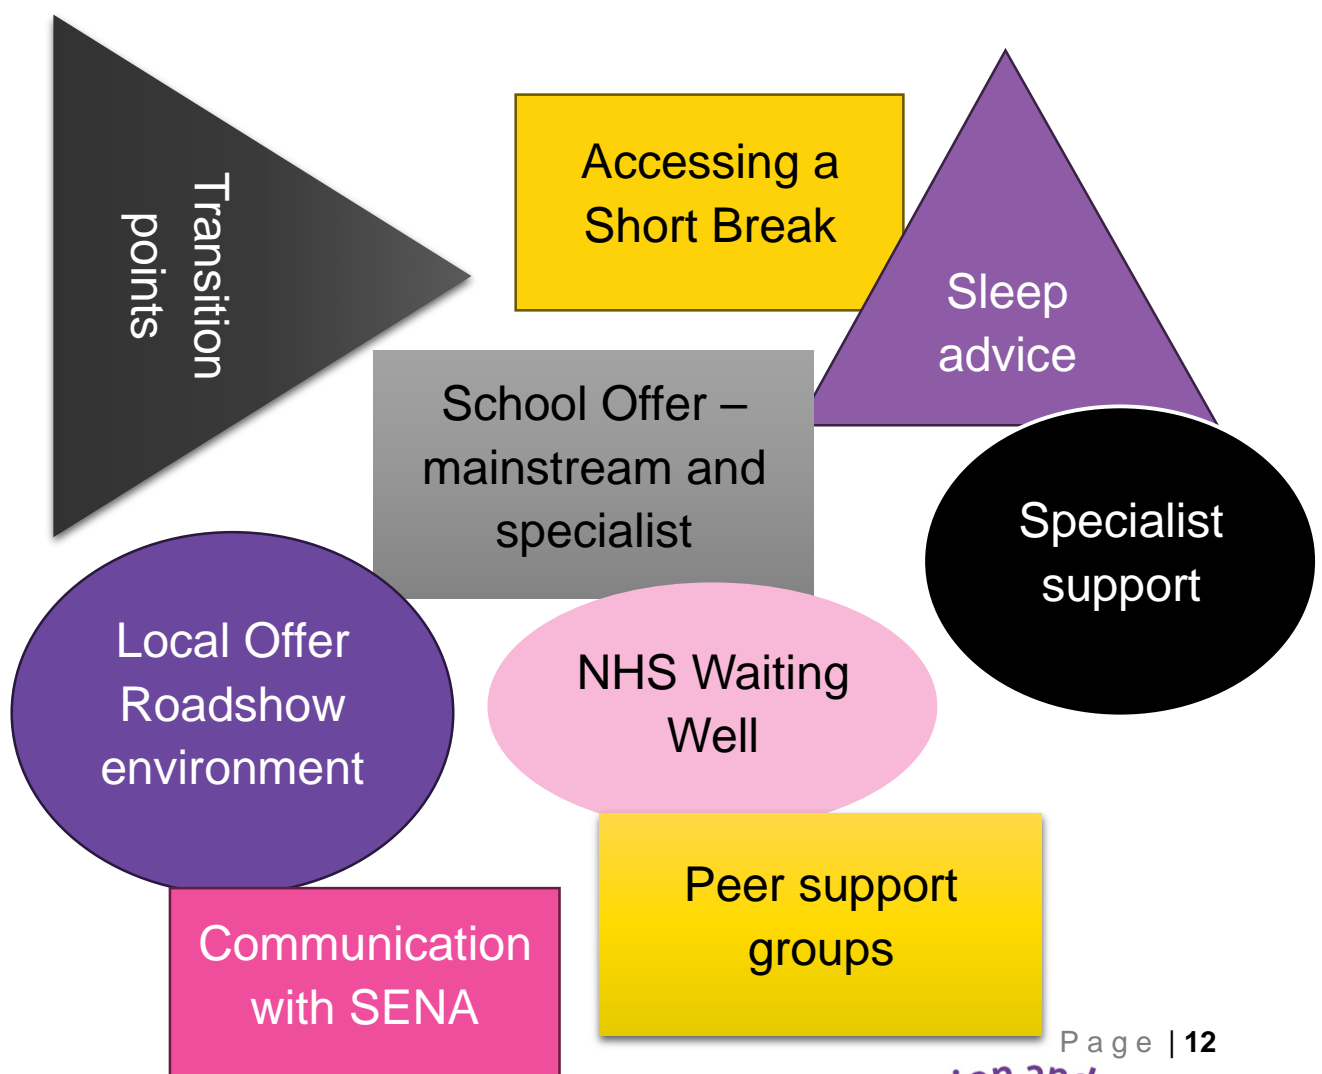 Transition
points
Accessing a
Short Break
Sleep
advice
School Offer –
mainstream and
specialist
Specialist
support
Local Offer
Roadshow
environment
NHS Waiting
Well
Peer support
groups
Communication
with SENA
Page | 12